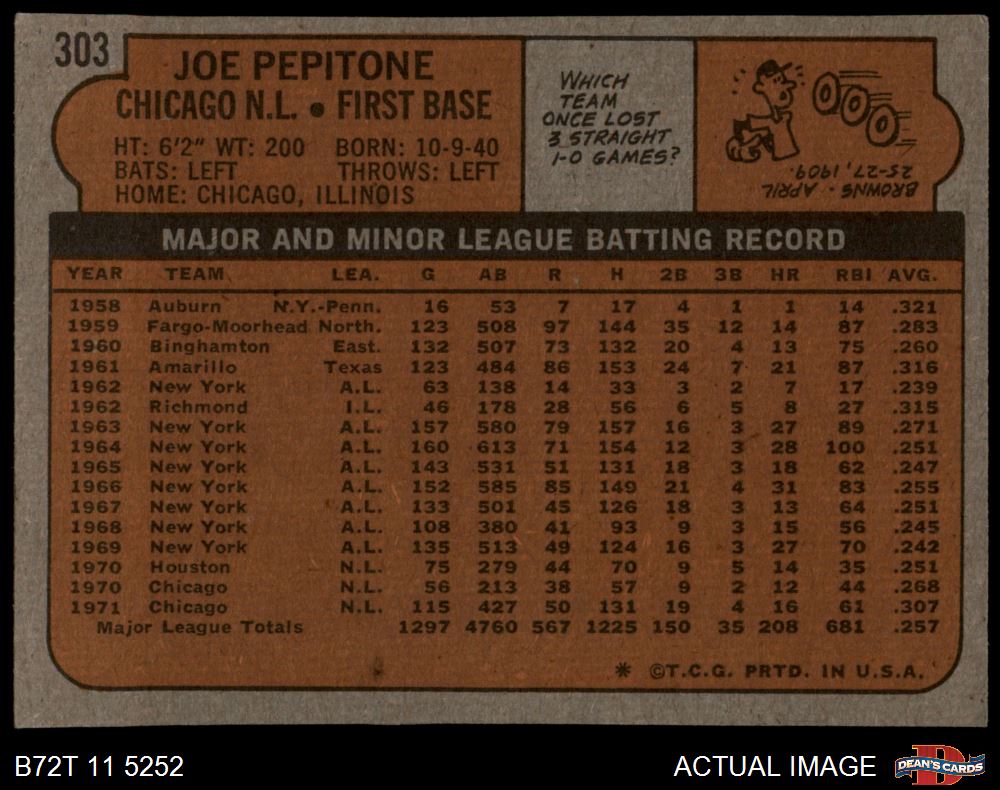 303
JOE PEPITONE
CHICAGO N.L. • FIRST BASE
HT: 6'2" WT: 200 BORN: 10-9-40
BATS: LEFT THROWS: LEFT
HOME: CHICAGO, ILLINOIS
WHICH
TEAM
ONCE LOST
3 STRAIGHT
1-0 GAMES?
BROWNS - APRIL
25-27, 1909.
MAJOR AND MINOR LEAGUE BATTING RECORD
YEAR TEAM LEA. G AB R H 2B 3B HR RBI AVG.
1958 Auburn N.Y.-Penn. 16 53 7 17 4 1 1 14 .321
1959 Fargo-Moorhead North. 123 508 97 144 35 12 14 87 .283
1960 Binghamton East. 132 507 73 132 20 4 13 75 .260
1961 Amarillo Texas 123 484 86 153 24 7 21 87 .316
1962 New York A.L. 63 138 14 33 3 2 7 17 .239
1962 Richmond I.L. 46 178 28 56 6 5 8 27 .315
1963 New York A.L. 157 580 79 157 16 3 27 89 .271
1964 New York A.L. 160 613 71 154 12 3 28 100 .251
1965 New York A.L. 143 531 51 131 18 3 18 62 .247
1966 New York A.L. 152 585 85 149 21 4 31 83 .255
1967 New York A.L. 133 501 45 126 18 3 13 64 .251
1968 New York A.L. 108 380 41 93 9 3 15 56 .245
1969 New York A.L. 135 513 49 124 16 3 27 70 .242
1970 Houston N.L. 75 279 44 70 9 5 14 35 .251
1970 Chicago N.L. 56 213 38 57 9 2 12 44 .268
1971 Chicago N.L. 115 427 50 131 19 4 16 61 .307
Major League Totals 1297 4760 567 1225 150 35 208 681 .257
* ©T.C.G. PRTD. IN U.S.A.
B72T 11 5252
ACTUAL IMAGE
DEAN'S CARDS